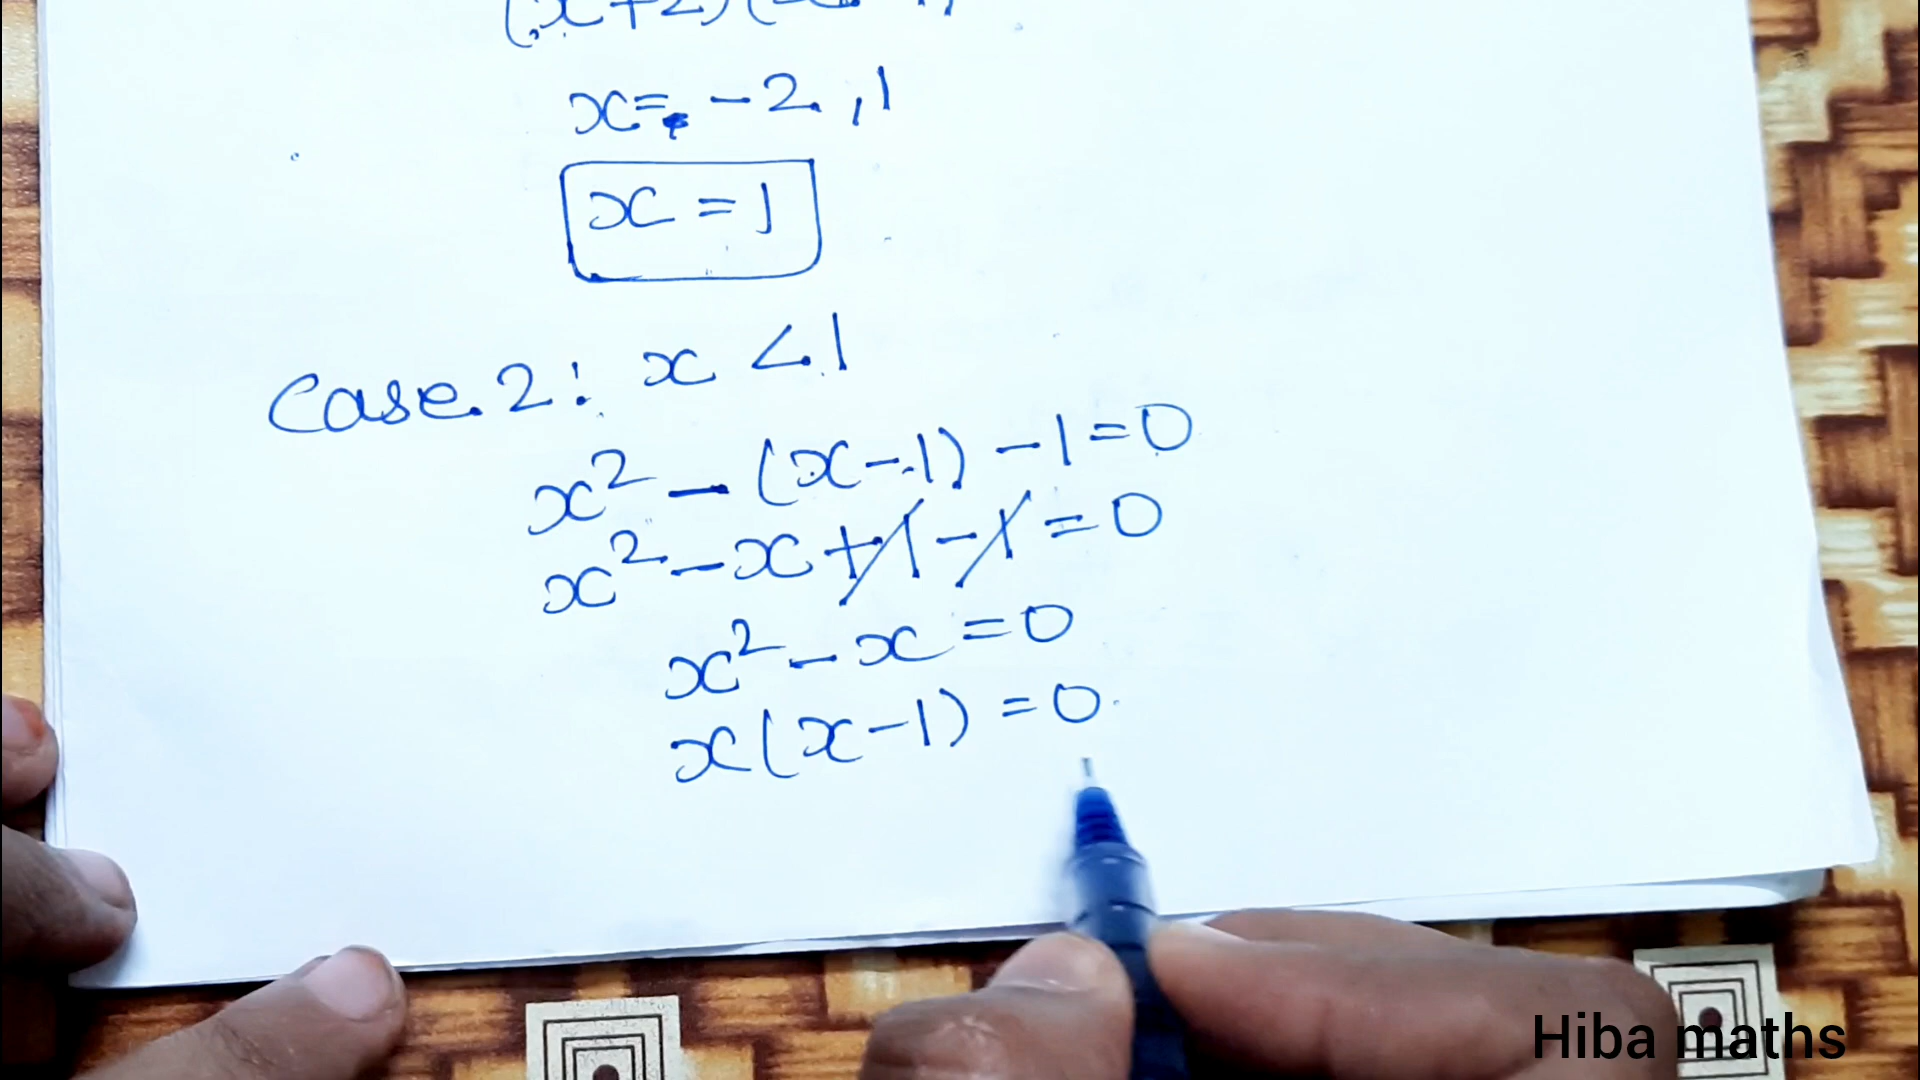 x = -2, 1
x = 1
Case 2: x < 1
x² - (x-1) - 1 = 0
x² - x + 1 - 1 = 0
x² - x = 0
x(x-1) = 0
Hiba maths